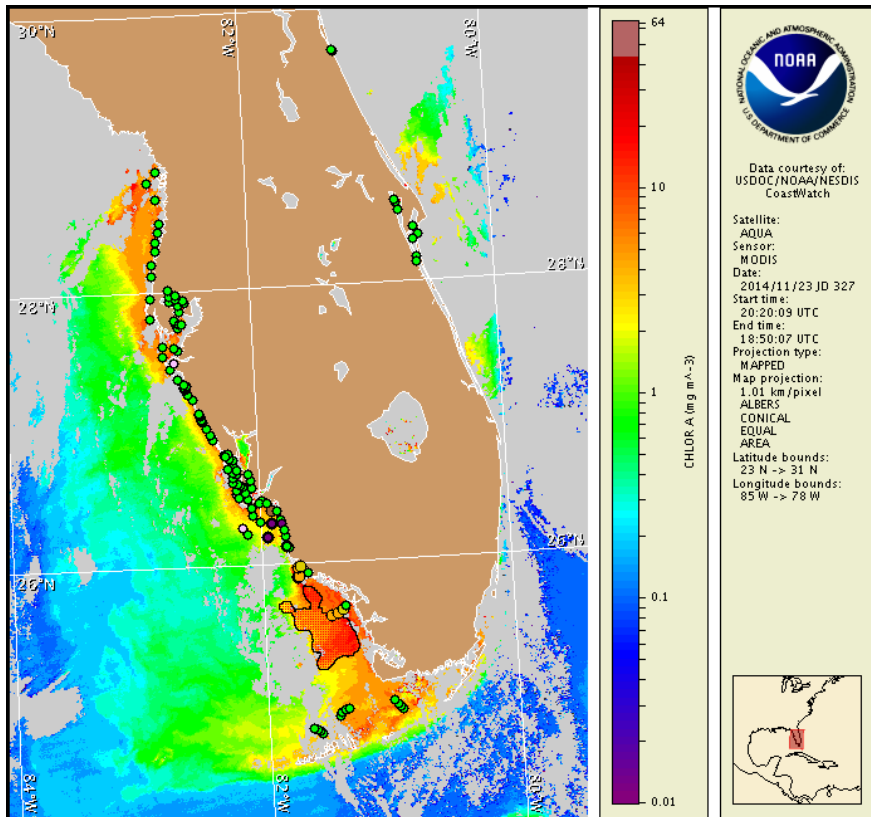 30°N
82°W
80°W
28°N
28°N
26°N
26°N
84°W
82°W
80°W
64
10
1
0.1
0.01
CHLOR A (mg m^-3)
NATIONAL OCEANIC AND ATMOSPHERIC ADMINISTRATION
NOAA
U.S. DEPARTMENT OF COMMERCE
Data courtesy of:
USDOC/NOAA/NESDIS
CoastWatch
Satellite:
AQUA
Sensor:
MODIS
Date:
2014/11/23 JD 327
Start time:
20:20:09 UTC
End time:
18:50:07 UTC
Projection type:
MAPPED
Map projection:
1.01 km/pixel
ALBERS
CONICAL
EQUAL
AREA
Latitude bounds:
23 N -> 31 N
Longitude bounds:
85 W -> 78 W